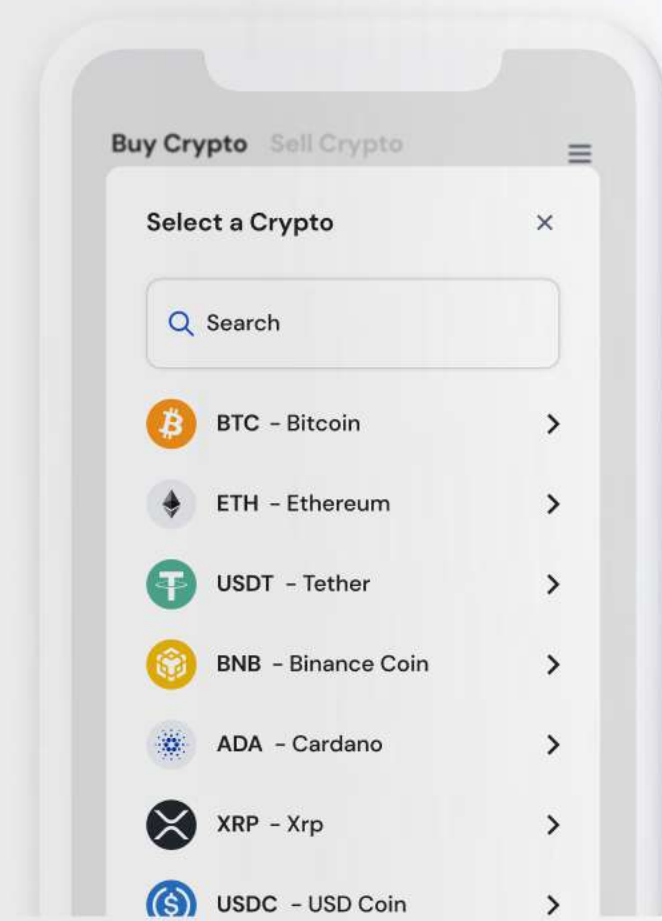 Buy Crypto Sell Crypto
Select a Crypto
Search
BTC - Bitcoin
ETH - Ethereum
USDT - Tether
BNB - Binance Coin
ADA - Cardano
XRP - Xrp
USDC - USD Coin